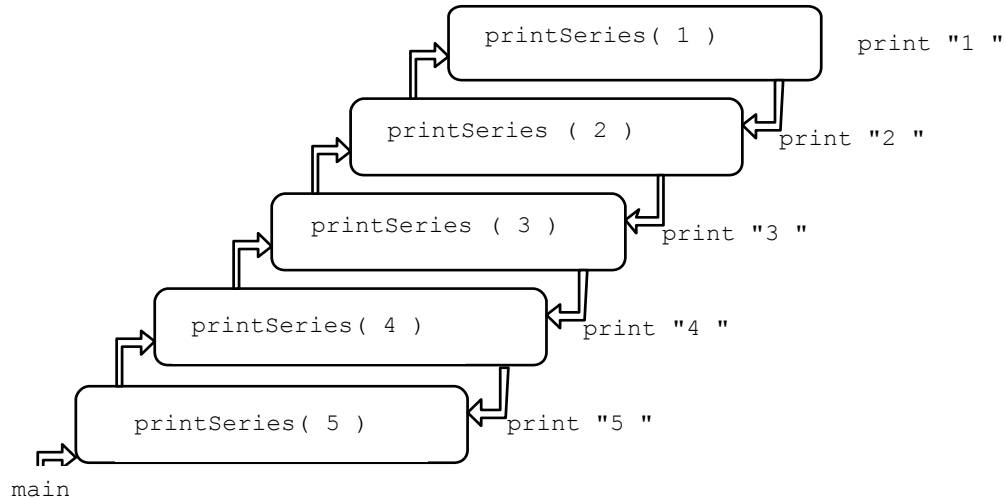 printSeries( 1 )
print "1 "
printSeries ( 2 )
print "2 "
printSeries ( 3 )
print "3 "
printSeries( 4 )
print "4 "
printSeries( 5 )
print "5 "
main